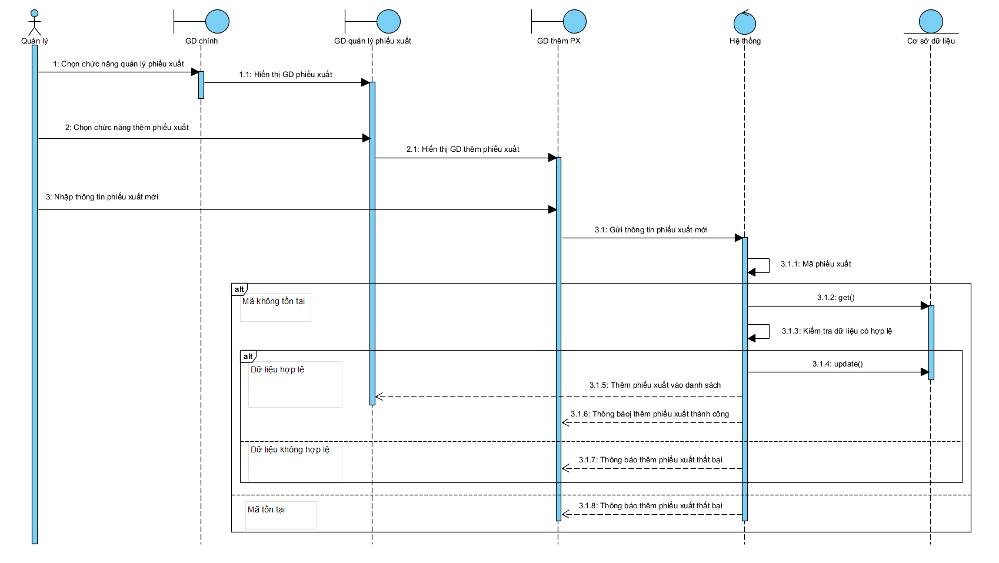 Quản lý
GD chính
GD quản lý phiếu xuất
GD thêm PX
Hệ thống
Cơ sở dữ liệu
1: Chọn chức năng quản lý phiếu xuất
1.1: Hiển thị GD phiếu xuất
2: Chọn chức năng thêm phiếu xuất
2.1: Hiển thị GD thêm phiếu xuất
3: Nhập thông tin phiếu xuất mới
3.1: Gửi thông tin phiếu xuất mới
3.1.1: Mã phiếu xuất
alt
Mã không tồn tại
3.1.2: get()
3.1.3: Kiểm tra dữ liệu có hợp lệ
alt
Dữ liệu hợp lệ
3.1.4: update()
3.1.5: Thêm phiếu xuất vào danh sách
3.1.6: Thông báoị thêm phiếu xuất thành công
Dữ liệu không hợp lệ
3.1.7: Thông báo thêm phiếu xuất thất bại
Mã tồn tại
3.1.8: Thông báo thêm phiếu xuất thất bại